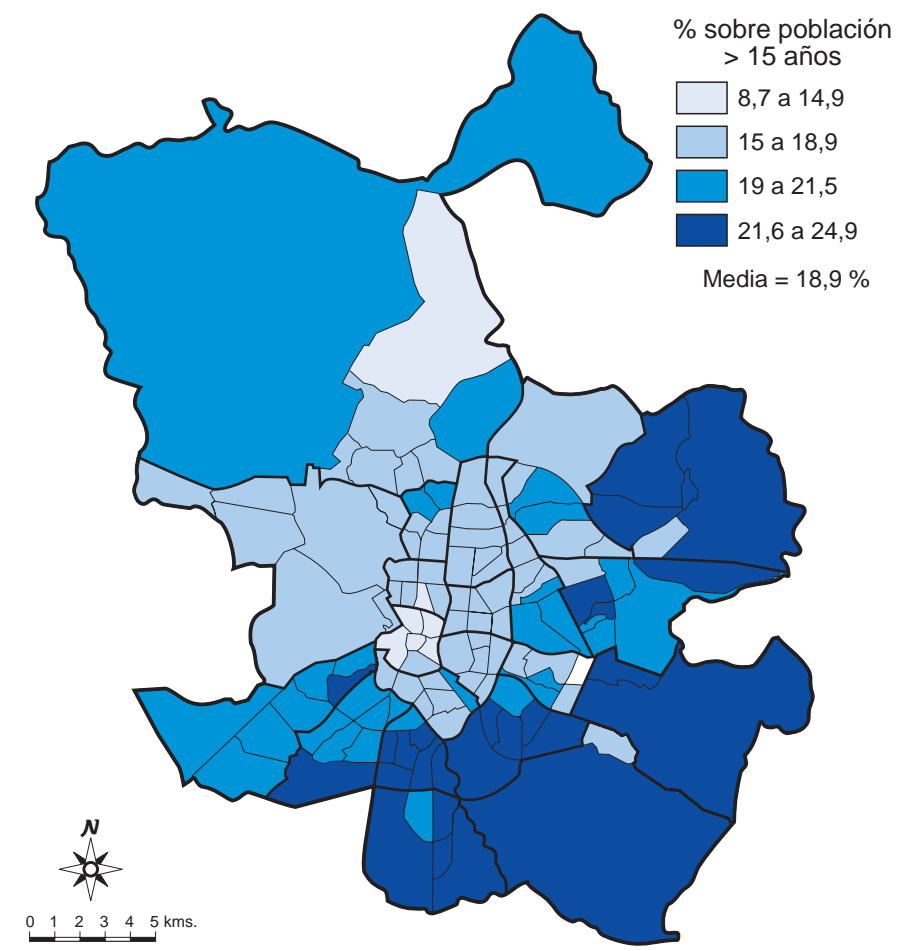 % sobre población
> 15 años
8,7 a 14,9
15 a 18,9
19 a 21,5
21,6 a 24,9
Media = 18,9 %
N
0 1 2 3 4 5 kms.